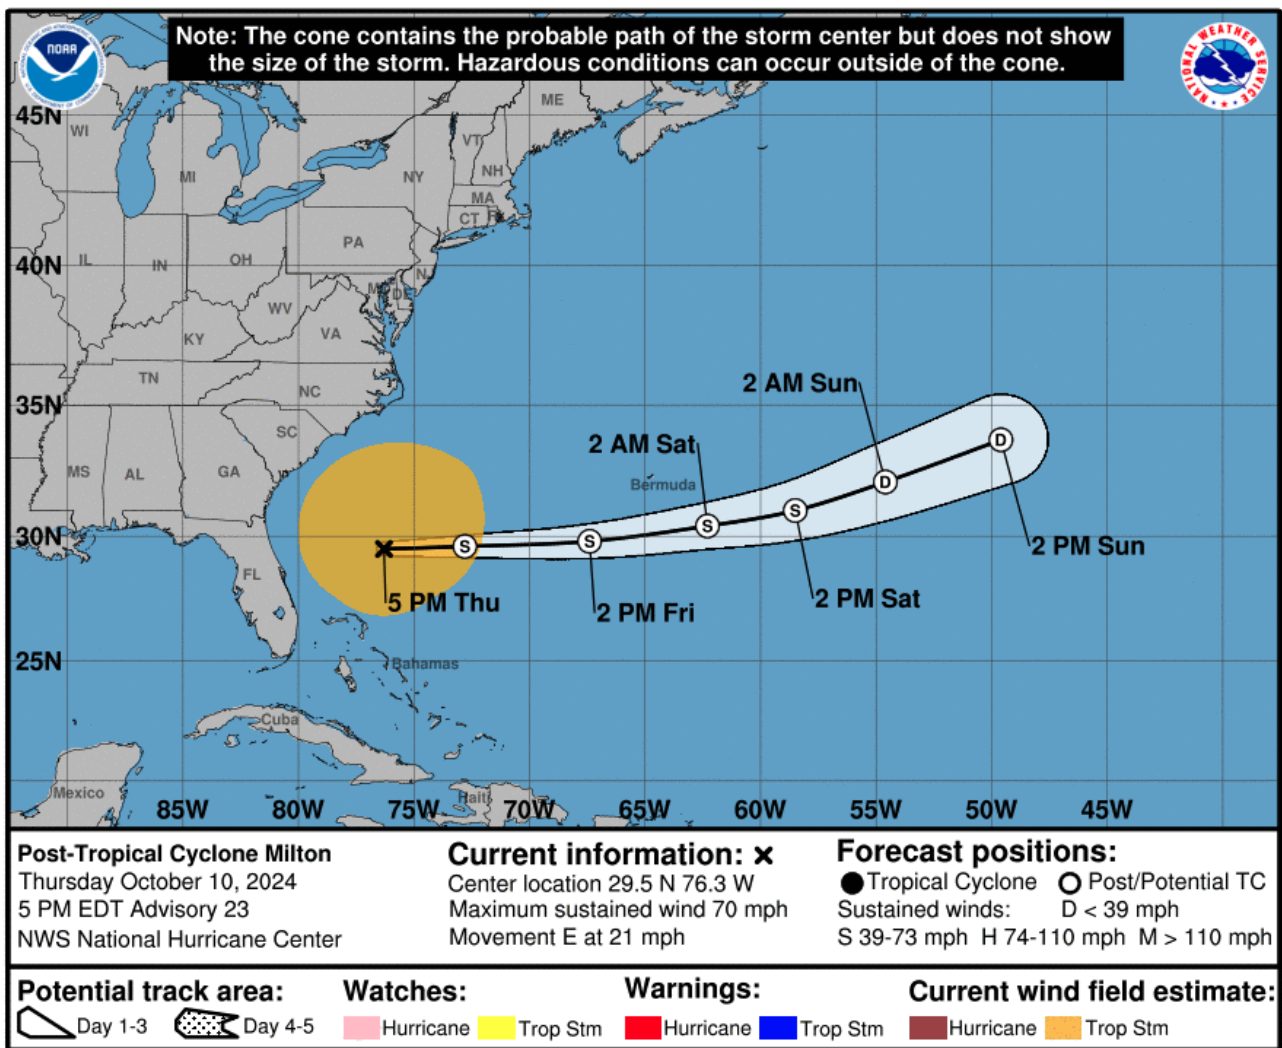 Note: The cone contains the probable path of the storm center but does not show
the size of the storm. Hazardous conditions can occur outside of the cone.
NOAA
NATIONAL WEATHER SERVICE
45N
WI
ME
VT
MI
NY
NH
MA
CT
PA
40N
IL
IN
OH
NJ
DE
WV
KY
VA
2 AM Sun
TN
NC
35N
SC
2 AM Sat
D
MS
AL
GA
Bermuda
D
S
S
30N
S
S
2 PM Sun
FL
5 PM Thu
2 PM Fri
2 PM Sat
25N
Bahamas
Cuba
Mexico
Haiti
85W
80W
75W
70W
65W
60W
55W
50W
45W
Post-Tropical Cyclone Milton
Thursday October 10, 2024
5 PM EDT Advisory 23
NWS National Hurricane Center
Current information: ×
Center location 29.5 N 76.3 W
Maximum sustained wind 70 mph
Movement E at 21 mph
Forecast positions:
Tropical Cyclone Post/Potential TC
Sustained winds: D < 39 mph
S 39-73 mph H 74-110 mph M > 110 mph
Potential track area:
Day 1-3 Day 4-5
Watches:
Hurricane Trop Stm
Warnings:
Hurricane Trop Stm
Current wind field estimate:
Hurricane Trop Stm